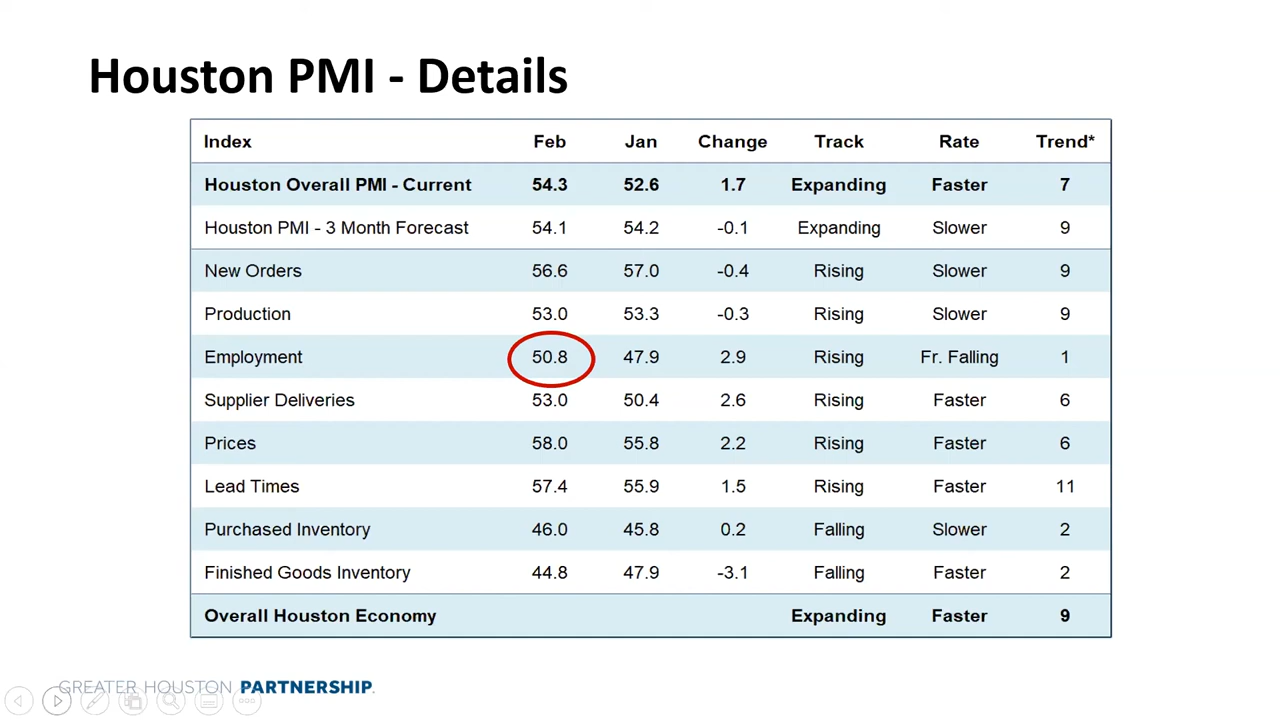 Houston PMI - Details
Index Feb Jan Change Track Rate Trend*
Houston Overall PMI - Current 54.3 52.6 1.7 Expanding Faster 7
Houston PMI - 3 Month Forecast 54.1 54.2 -0.1 Expanding Slower 9
New Orders 56.6 57.0 -0.4 Rising Slower 9
Production 53.0 53.3 -0.3 Rising Slower 9
Employment 50.8 47.9 2.9 Rising Fr. Falling 1
Supplier Deliveries 53.0 50.4 2.6 Rising Faster 6
Prices 58.0 55.8 2.2 Rising Faster 6
Lead Times 57.4 55.9 1.5 Rising Faster 11
Purchased Inventory 46.0 45.8 0.2 Falling Slower 2
Finished Goods Inventory 44.8 47.9 -3.1 Falling Faster 2
Overall Houston Economy Expanding Faster 9
GREATER HOUSTON PARTNERSHIP.